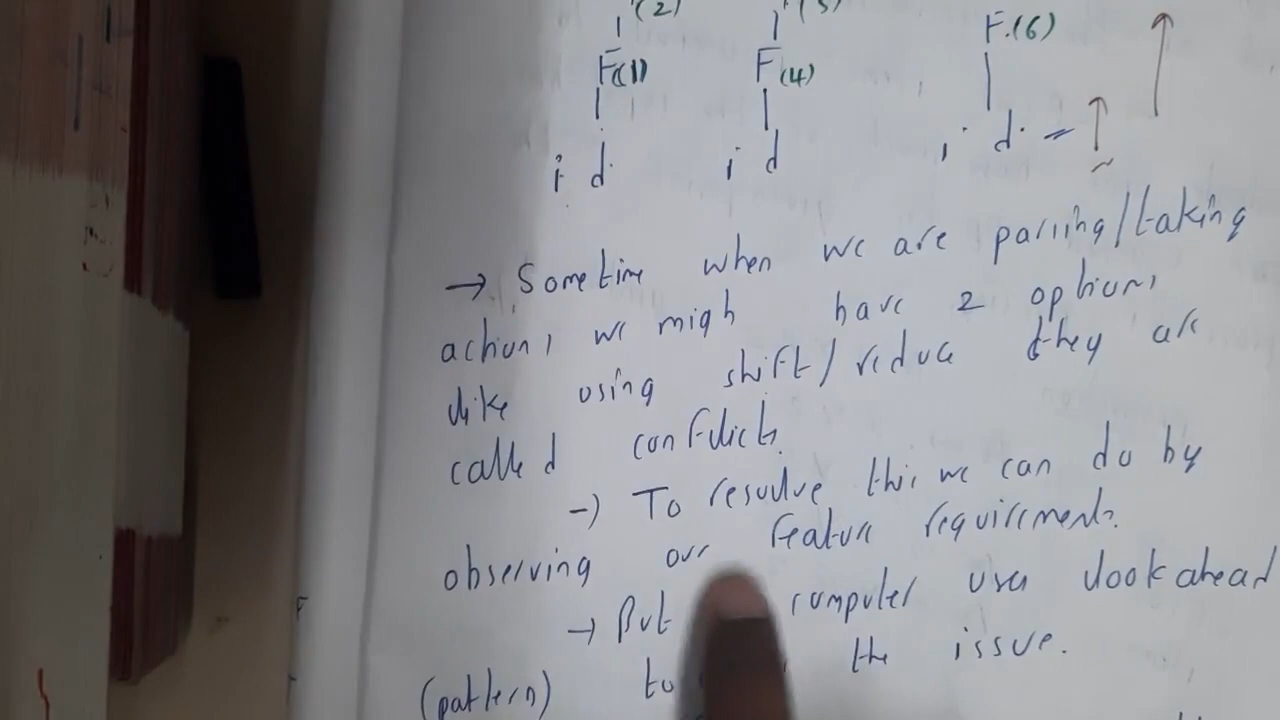 (2)
F(1) F(4) F.(6)
id id id.
→ Sometime when we are parsing/taking
actions we migh have 2 options
like using shift/reduce they are
called conflicts.
→ To resolve this we can do by
observing our feature requirements.
→ But computer uses lookahead
(pattern) to the issue.